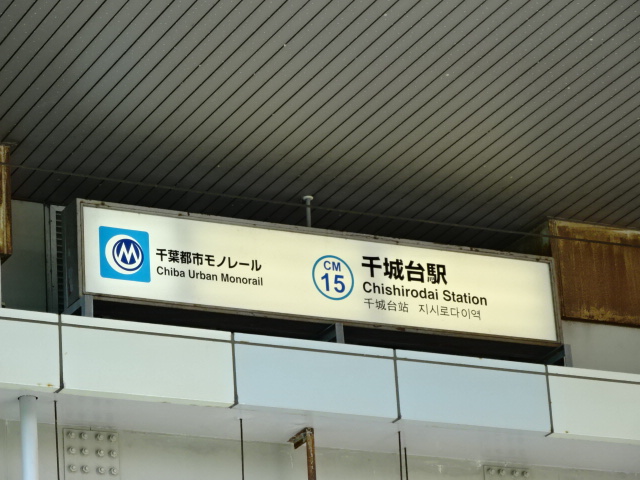 千葉都市モノレール
Chiba Urban Monorail
CM
15
千城台駅
Chishirodai Station
千城台站 지시로다이역